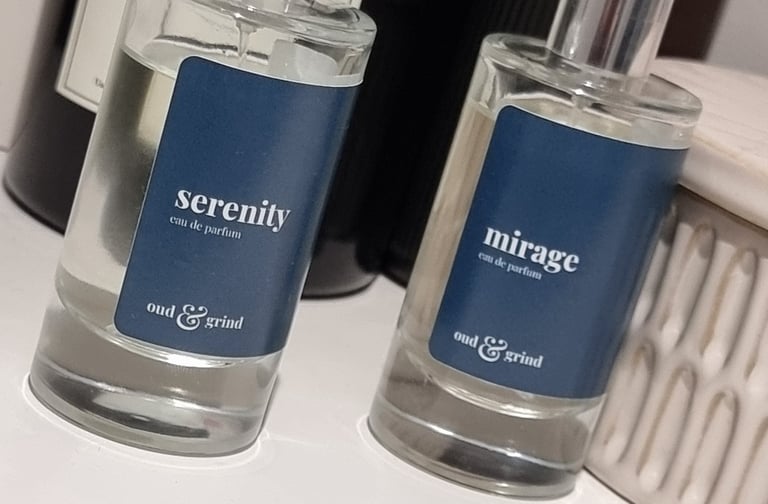 serenity
eau de parfum
oud & grind
mirage
eau de parfum
oud & grind